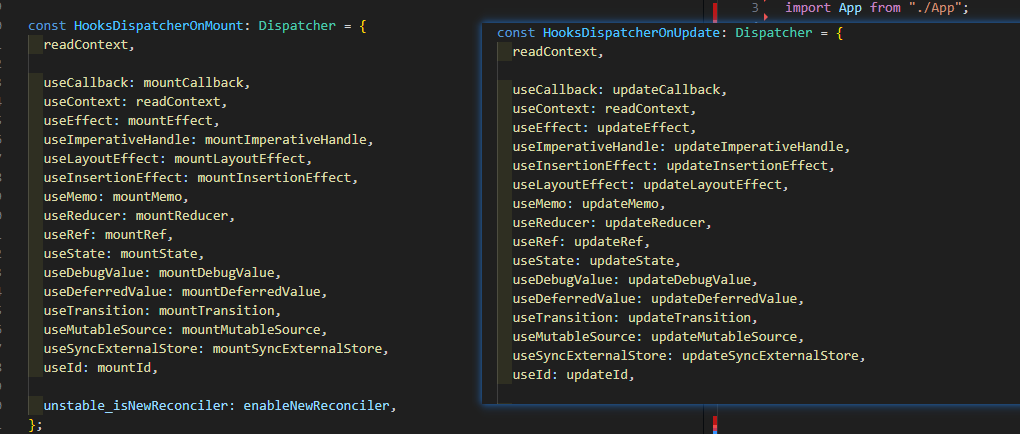 const HooksDispatcherOnMount: Dispatcher = {
readContext,
useCallback: mountCallback,
useContext: readContext,
useEffect: mountEffect,
useImperativeHandle: mountImperativeHandle,
useLayoutEffect: mountLayoutEffect,
useInsertionEffect: mountInsertionEffect,
useMemo: mountMemo,
useReducer: mountReducer,
useRef: mountRef,
useState: mountState,
useDebugValue: mountDebugValue,
useDeferredValue: mountDeferredValue,
useTransition: mountTransition,
useMutableSource: mountMutableSource,
useSyncExternalStore: mountSyncExternalStore,
useId: mountId,
unstable_isNewReconciler: enableNewReconciler,
};
3 import App from "./App";
const HooksDispatcherOnUpdate: Dispatcher = {
readContext,
useCallback: updateCallback,
useContext: readContext,
useEffect: updateEffect,
useImperativeHandle: updateImperativeHandle,
useInsertionEffect: updateInsertionEffect,
useLayoutEffect: updateLayoutEffect,
useMemo: updateMemo,
useReducer: updateReducer,
useRef: updateRef,
useState: updateState,
useDebugValue: updateDebugValue,
useDeferredValue: updateDeferredValue,
useTransition: updateTransition,
useMutableSource: updateMutableSource,
useSyncExternalStore: updateSyncExternalStore,
useId: updateId,